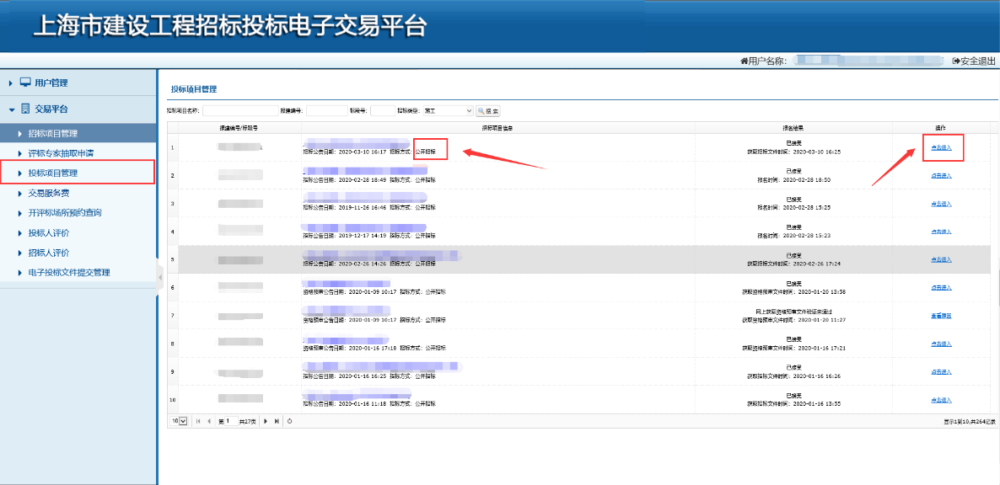 上海市建设工程招标投标电子交易平台
用户名称： 安全退出
用户管理
交易平台
招标项目管理
评标专家抽取申请
投标项目管理
交易服务费
开评标场所预约查询
投标人评价
招标人评价
电子投标文件提交管理
投标项目管理
招标项目名称： 报建编号： 标段号： 招标类型： 施工 搜 索
报建编号/标段号 招标项目信息 报名结果 操作
1 招标公告日期：2020-03-10 16:17 招标方式：公开招标 已接受 获取招标文件时间：2020-03-10 16:25 点击进入
2 招标公告日期：2020-02-28 18:49 招标方式：公开招标 已接受 报名时间：2020-02-28 18:50 点击进入
3 招标公告日期：2019-11-26 16:46 招标方式：公开招标 已接受 报名时间：2020-02-28 15:25 点击进入
4 招标公告日期：2019-12-17 14:19 招标方式：公开招标 已接受 报名时间：2020-02-28 15:23 点击进入
5 招标公告日期：2020-02-26 14:26 招标方式：公开招标 已接受 获取招标文件时间：2020-02-26 17:24 点击进入
6 资格预审公告日期：2020-01-09 10:17 招标方式：公开招标 已接受 获取资格预审文件时间：2020-01-20 13:58 点击进入
7 资格预审公告日期：2020-01-09 10:17 招标方式：公开招标 网上获取资格预审文件验证未通过 获取资格预审文件时间：2020-01-20 11:27 查看原因
8 资格预审公告日期：2020-01-16 17:18 招标方式：公开招标 已接受 获取资格预审文件时间：2020-01-16 17:21 点击进入
9 招标公告日期：2020-01-16 16:25 招标方式：公开招标 已接受 获取招标文件时间：2020-01-16 16:26 点击进入
10 招标公告日期：2020-01-16 11:18 招标方式：公开招标 已接受 获取招标文件时间：2020-01-16 13:55 点击进入
10 第 1 共27页 显示1到10,共264记录